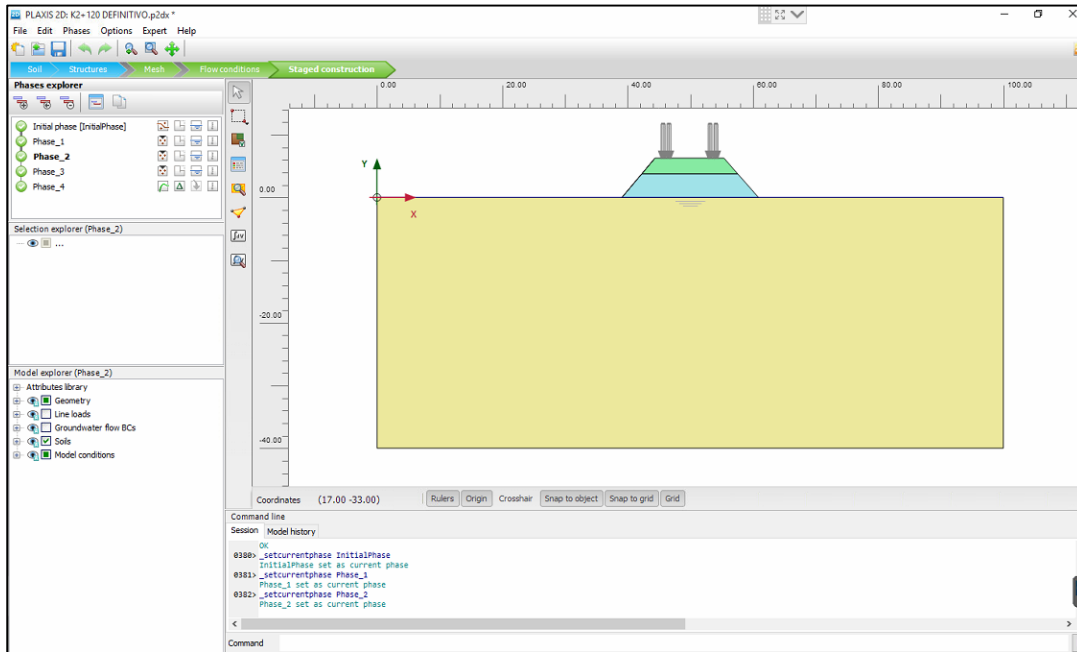 PLAXIS 2D: K2+120 DEFINITIVO.p2dx *
File Edit Phases Options Expert Help
Soil Structures Mesh Flow conditions Staged construction
Phases explorer
Initial phase [InitialPhase]
Phase_1
Phase_2
Phase_3
Phase_4
Selection explorer (Phase_2)
...
Model explorer (Phase_2)
Attributes library
Geometry
Line loads
Groundwater flow BCs
Soils
Model conditions
0.00 20.00 40.00 60.00 80.00 100.00
0.00
-20.00
-40.00
Y
X
Coordinates (17.00 -33.00) Rulers Origin Crosshair Snap to object Snap to grid Grid
Command line
Session Model history
OK
0380> _setcurrentphase InitialPhase
InitialPhase set as current phase
0381> _setcurrentphase Phase_1
Phase_1 set as current phase
0382> _setcurrentphase Phase_2
Phase_2 set as current phase
Command